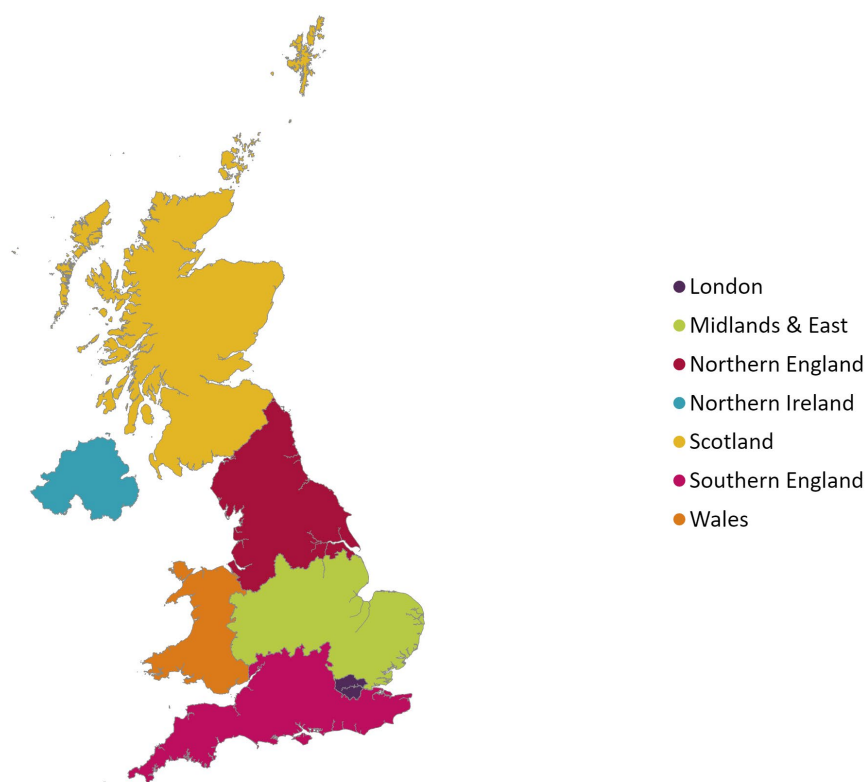 London
Midlands & East
Northern England
Northern Ireland
Scotland
Southern England
Wales